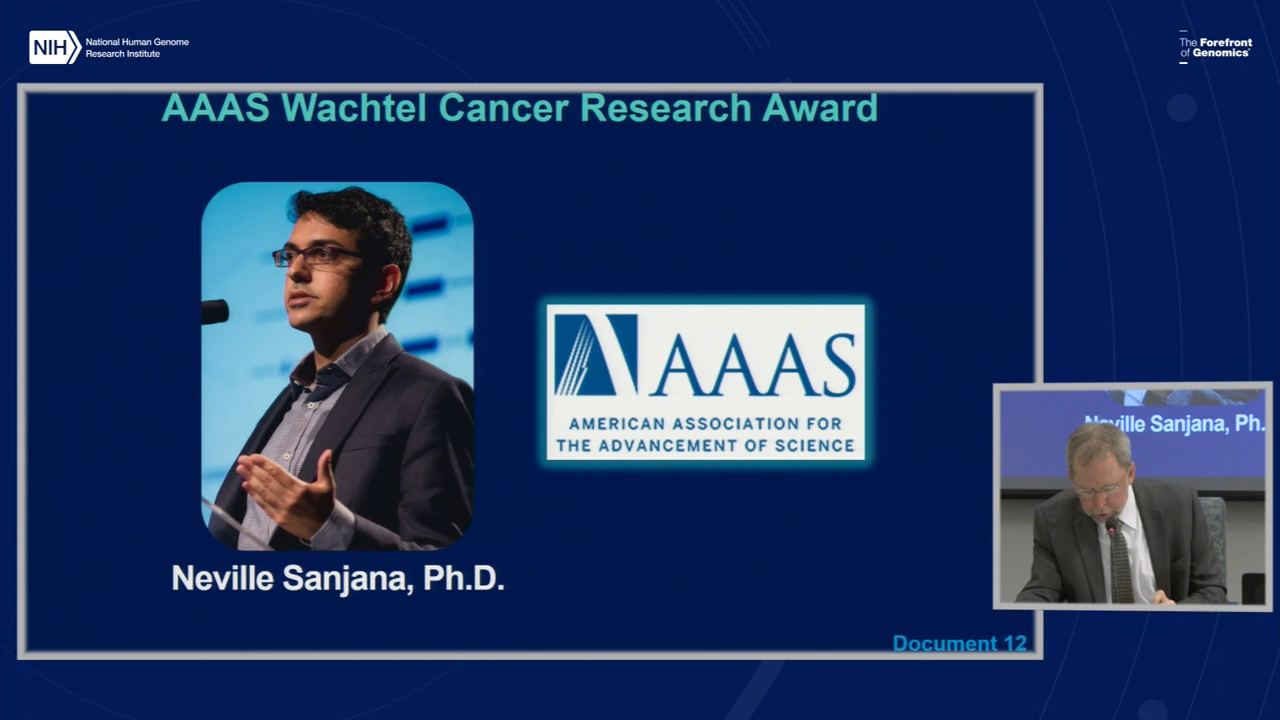 NIH
National Human Genome
Research Institute
The Forefront
of Genomics®
AAAS Wachtel Cancer Research Award
AAAS
AMERICAN ASSOCIATION FOR
THE ADVANCEMENT OF SCIENCE
Neville Sanjana, Ph.D.
Document 12
Neville Sanjana, Ph.